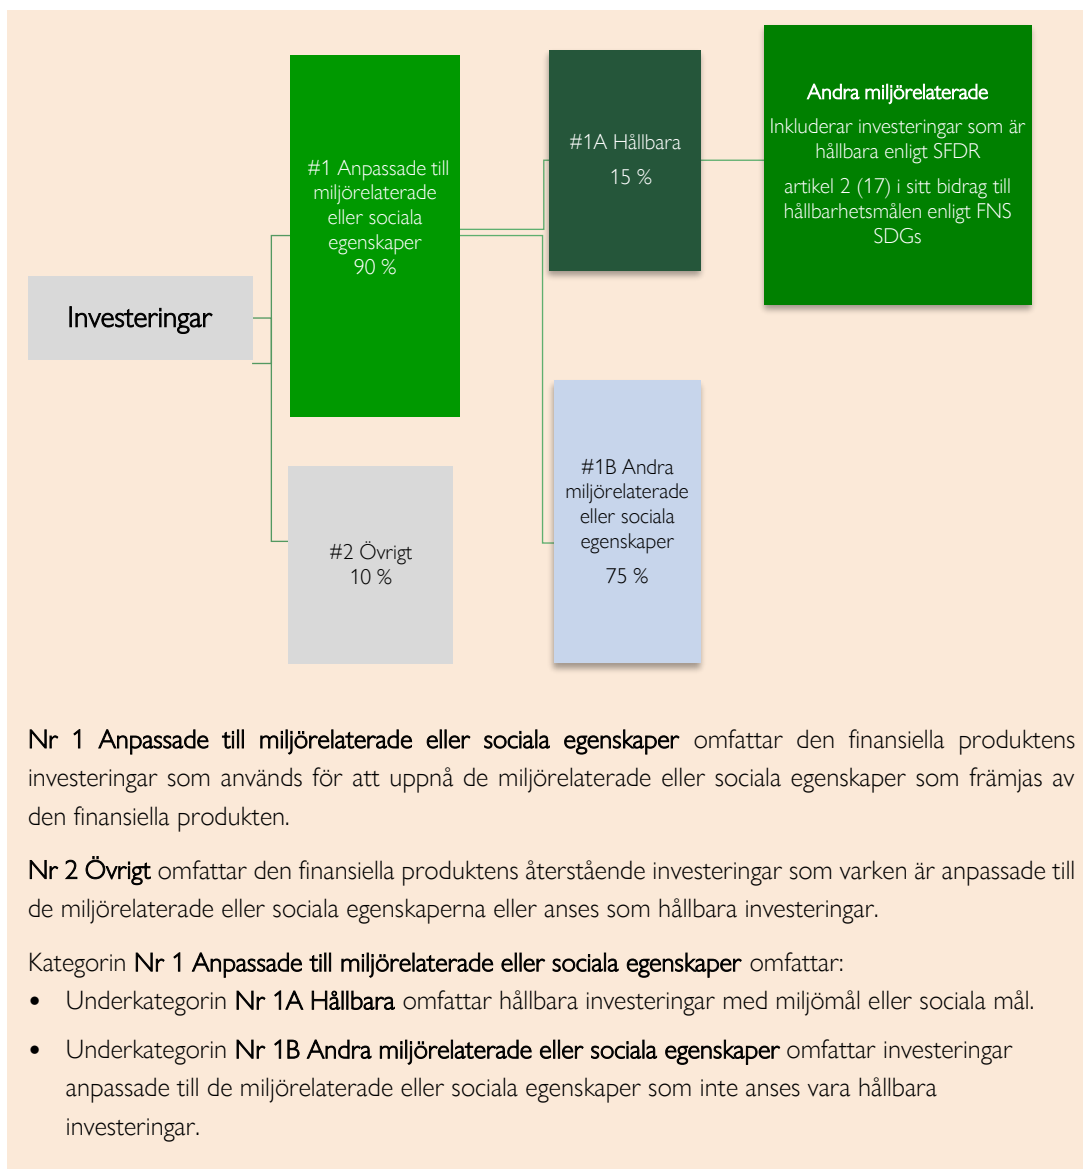 Investeringar
#1 Anpassade till
miljörelaterade
eller sociala
egenskaper
90 %
#2 Övrigt
10 %
#1A Hållbara
15 %
#1B Andra
miljörelaterade
eller sociala
egenskaper
75 %
Andra miljörelaterade
Inkluderar investeringar som är
hållbara enligt SFDR
artikel 2 (17) i sitt bidrag till
hållbarhetsmålen enligt FNS
SDGs
Nr 1 Anpassade till miljörelaterade eller sociala egenskaper omfattar den finansiella produktens
investeringar som används för att uppnå de miljörelaterade eller sociala egenskaper som främjas av
den finansiella produkten.
Nr 2 Övrigt omfattar den finansiella produktens återstående investeringar som varken är anpassade till
de miljörelaterade eller sociala egenskaperna eller anses som hållbara investeringar.
Kategorin Nr 1 Anpassade till miljörelaterade eller sociala egenskaper omfattar:
• Underkategorin Nr 1A Hållbara omfattar hållbara investeringar med miljömål eller sociala mål.
• Underkategorin Nr 1B Andra miljörelaterade eller sociala egenskaper omfattar investeringar
anpassade till de miljörelaterade eller sociala egenskaper som inte anses vara hållbara
investeringar.